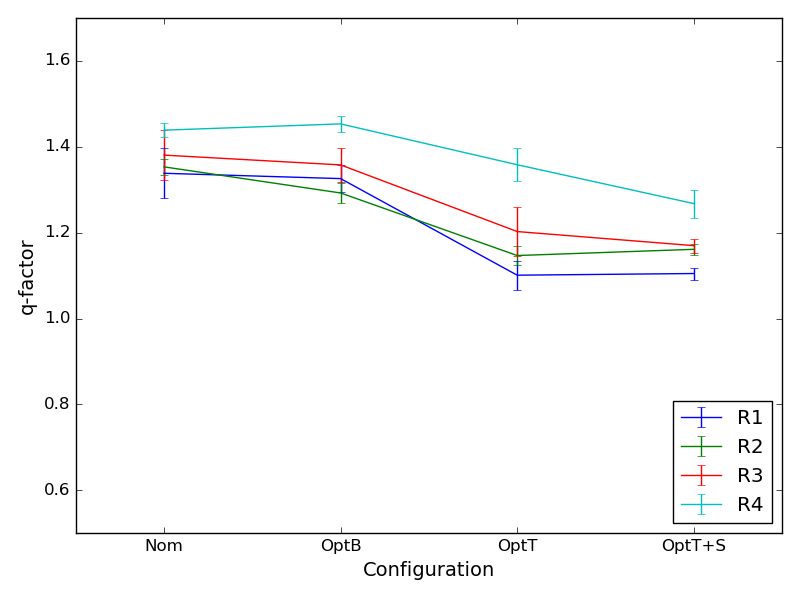 1.6
1.4
1.2
1.0
0.8
0.6
q-factor
Nom OptB OptT OptT+S
Configuration
R1
R2
R3
R4